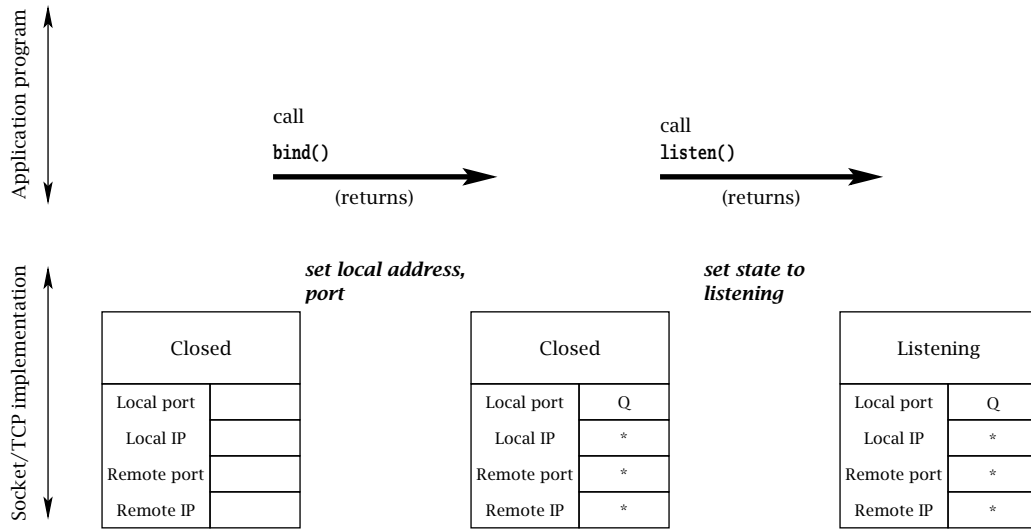 Application program
call
bind()
(returns)
call
listen()
(returns)
Socket/TCP implementation
set local address,
port
set state to
listening
Closed
Local port
Local IP
Remote port
Remote IP
Closed
Local port Q
Local IP *
Remote port *
Remote IP *
Listening
Local port Q
Local IP *
Remote port *
Remote IP *